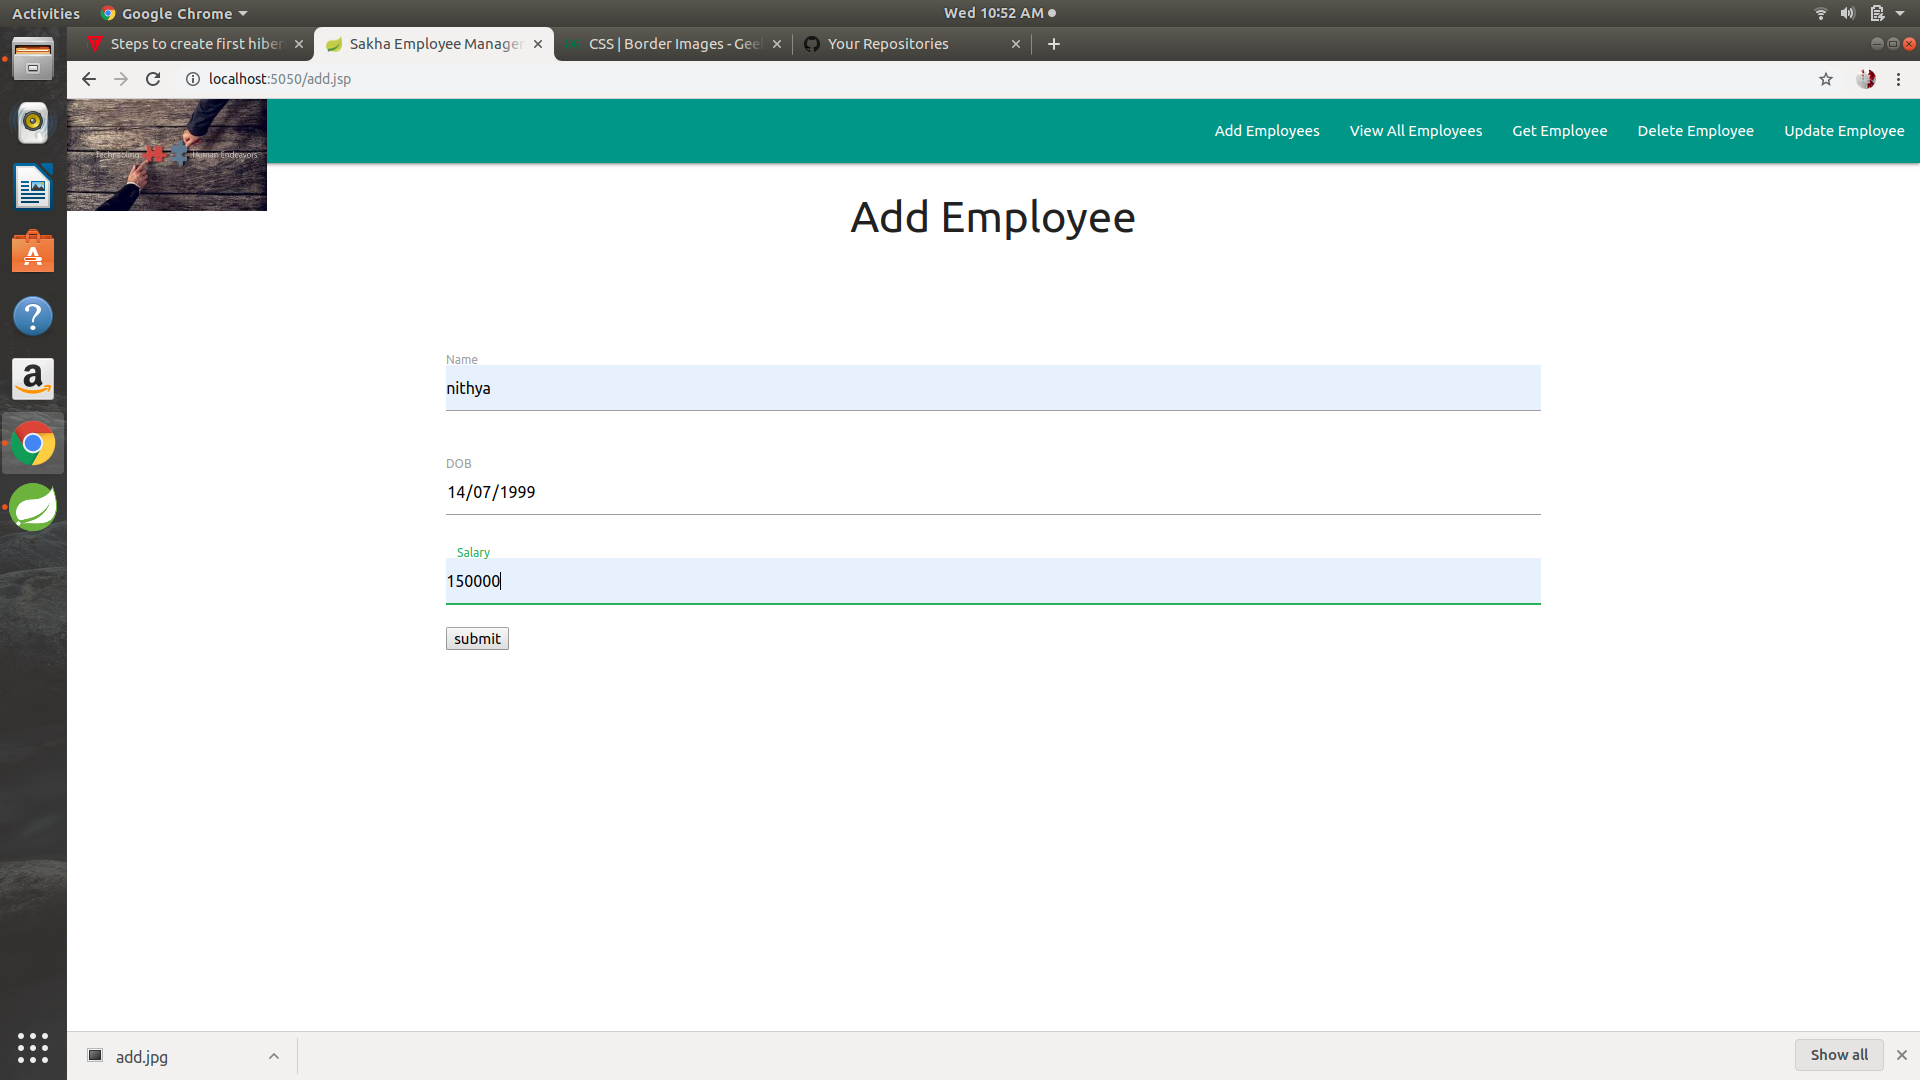 Activities
Google Chrome
Wed 10:52 AM
Steps to create first hiber
Sakha Employee Manager
CSS | Border Images - Geel
Your Repositories
localhost:5050/add.jsp
Human Endeavors
Add Employees
View All Employees
Get Employee
Delete Employee
Update Employee
Add Employee
Name
nithya
DOB
14/07/1999
Salary
150000
submit
add.jpg
Show all